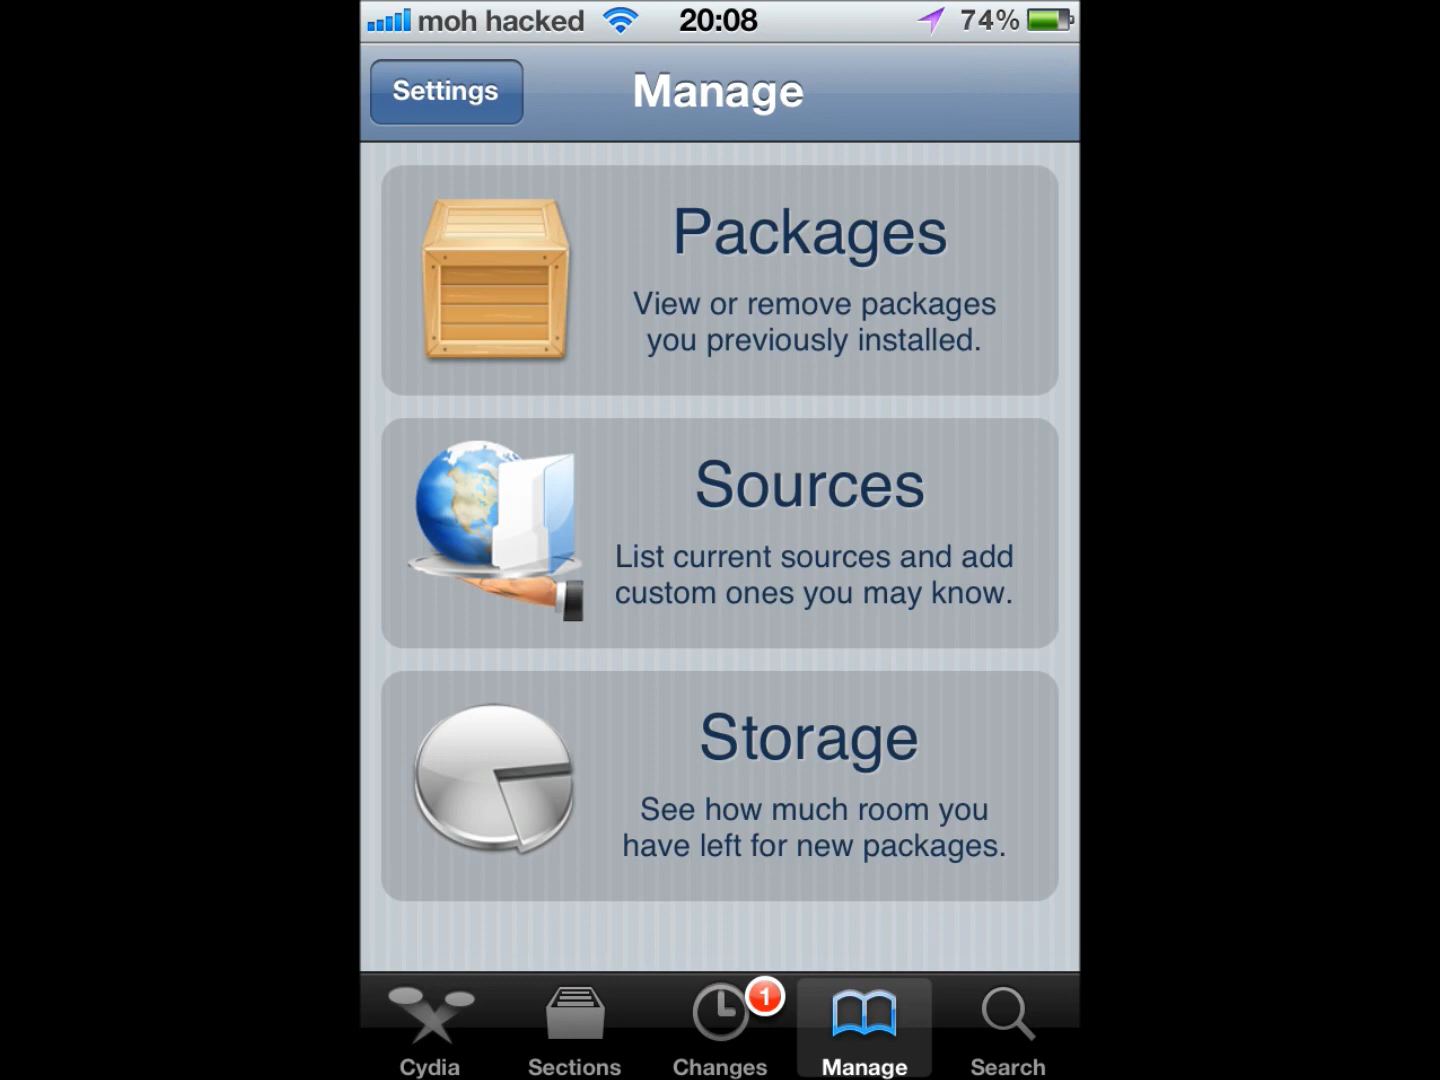 moh hacked 20:08 74%
Settings Manage
Packages
View or remove packages
you previously installed.
Sources
List current sources and add
custom ones you may know.
Storage
See how much room you
have left for new packages.
1
Cydia Sections Changes Manage Search